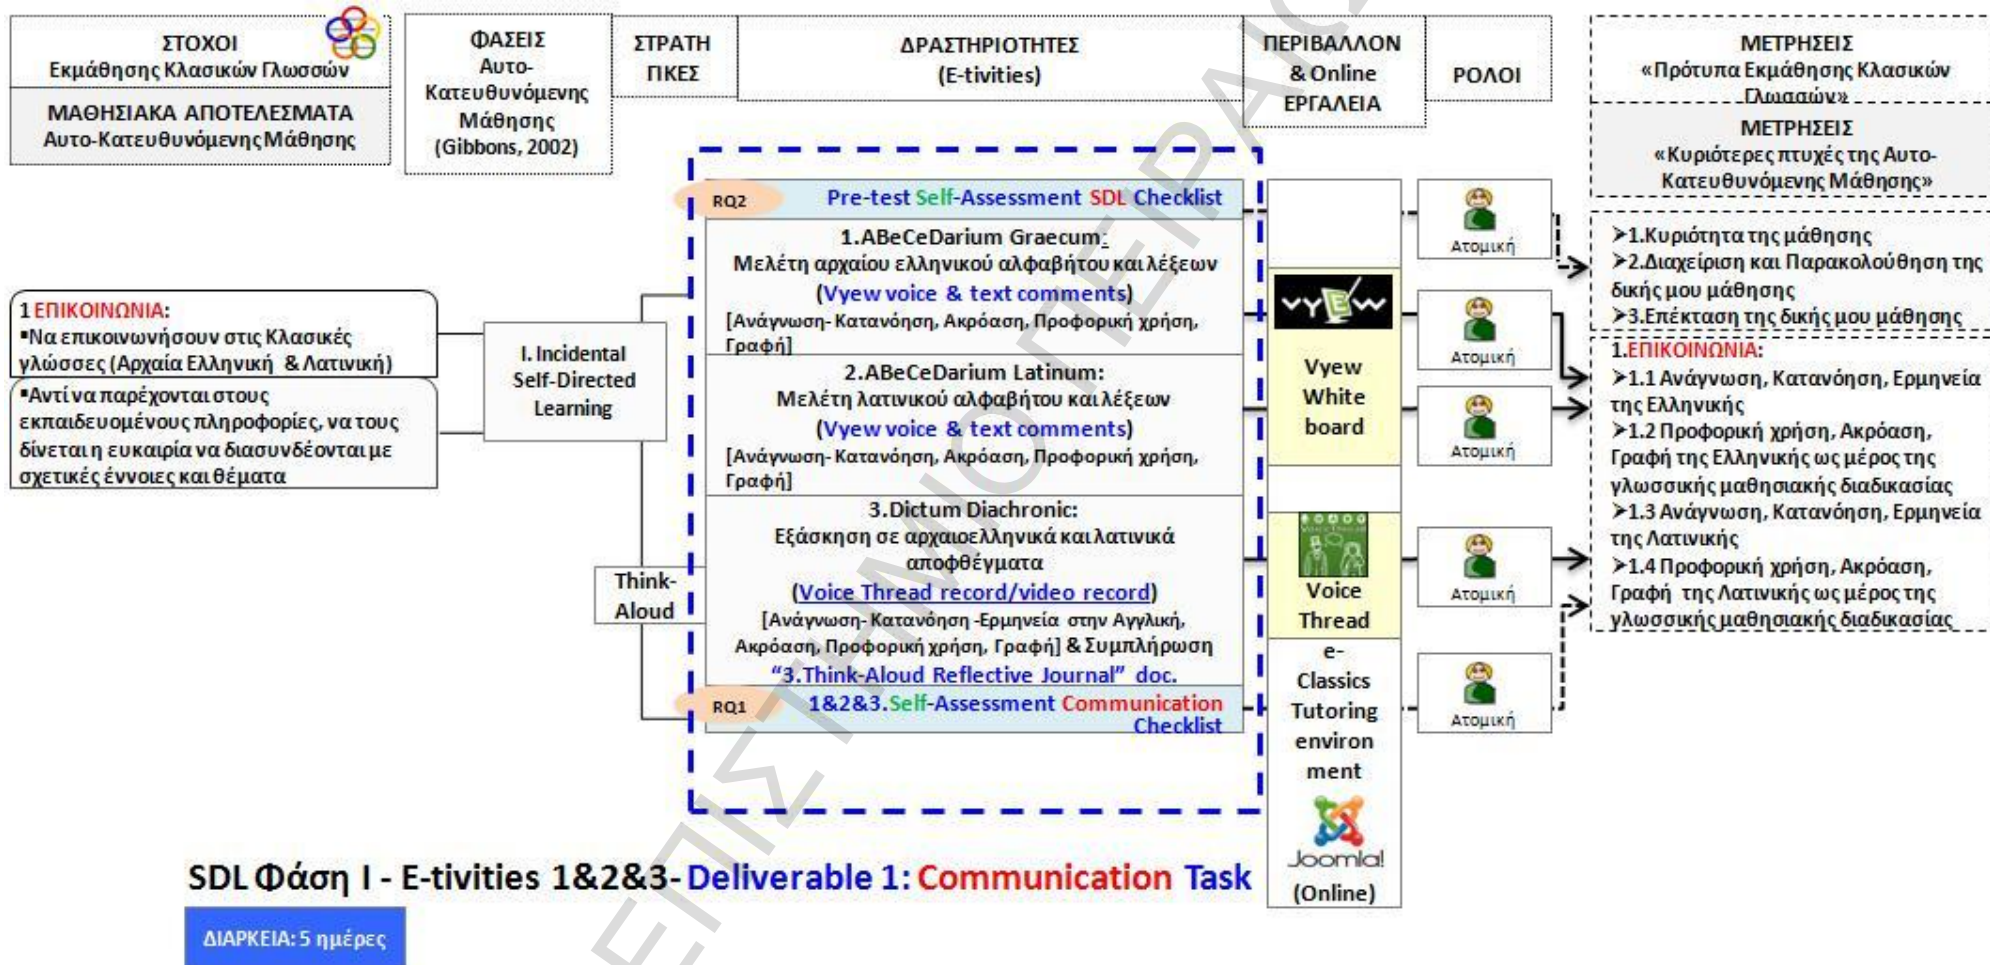 ΣΤΟΧΟΙ
Εκμάθησης Κλασικών Γλωσσών
ΜΑΘΗΣΙΑΚΑ ΑΠΟΤΕΛΕΣΜΑΤΑ
Αυτο-Κατευθυνόμενης Μάθησης
ΦΑΣΕΙΣ
Αυτο-
Κατευθυνόμενης
Μάθησης
(Gibbons, 2002)
ΣΤΡΑΤΗ
ΓΙΚΕΣ
ΔΡΑΣΤΗΡΙΟΤΗΤΕΣ
(E-tivities)
ΠΕΡΙΒΑΛΛΟΝ
& Online
ΕΡΓΑΛΕΙΑ
ΡΟΛΟΙ
ΜΕΤΡΗΣΕΙΣ
«Πρότυπα Εκμάθησης Κλασικών
Γλωσσών»
ΜΕΤΡΗΣΕΙΣ
«Κυριότερες πτυχές της Αυτο-
Κατευθυνόμενης Μάθησης»
1 ΕΠΙΚΟΙΝΩΝΙΑ:
▪Να επικοινωνήσουν στις Κλασικές
γλώσσες (Αρχαία Ελληνική & Λατινική)
▪Αντί να παρέχονται στους
εκπαιδευομένους πληροφορίες, να τους
δίνεται η ευκαιρία να διασυνδέονται με
σχετικές έννοιες και θέματα
I. Incidental
Self-Directed
Learning
Think-
Aloud
RQ2
Pre-test Self-Assessment SDL Checklist
1.ABeCeDarium Graecum:
Μελέτη αρχαίου ελληνικού αλφαβήτου και λέξεων
(Vyew voice & text comments)
[Ανάγνωση- Κατανόηση, Ακρόαση, Προφορική χρήση,
Γραφή]
2.ABeCeDarium Latinum:
Μελέτη λατινικού αλφαβήτου και λέξεων
(Vyew voice & text comments)
[Ανάγνωση- Κατανόηση, Ακρόαση, Προφορική χρήση,
Γραφή]
3.Dictum Diachronic:
Εξάσκηση σε αρχαιοελληνικά και λατινικά
αποφθέγματα
(Voice Thread record/video record)
[Ανάγνωση- Κατανόηση -Ερμηνεία στην Αγγλική,
Ακρόαση, Προφορική χρήση, Γραφή] & Συμπλήρωση
“3.Think-Aloud Reflective Journal” doc.
RQ1
1&2&3.Self-Assessment Communication
Checklist
VYEW
Vyew
White
board
Voice
Thread
e-
Classics
Tutoring
environ
ment
Joomla!
(Online)
Ατομική
Ατομική
Ατομική
Ατομική
Ατομική
➢1.Κυριότητα της μάθησης
➢2.Διαχείριση και Παρακολούθηση της
δικής μου μάθησης
➢3.Επέκταση της δικής μου μάθησης
1.ΕΠΙΚΟΙΝΩΝΙΑ:
➢1.1 Ανάγνωση, Κατανόηση, Ερμηνεία
της Ελληνικής
➢1.2 Προφορική χρήση, Ακρόαση,
Γραφή της Ελληνικής ως μέρος της
γλωσσικής μαθησιακής διαδικασίας
➢1.3 Ανάγνωση, Κατανόηση, Ερμηνεία
της Λατινικής
➢1.4 Προφορική χρήση, Ακρόαση,
Γραφή της Λατινικής ως μέρος της
γλωσσικής μαθησιακής διαδικασίας
SDL Φάση I - E-tivities 1&2&3- Deliverable 1: Communication Task
ΔΙΑΡΚΕΙΑ: 5 ημέρες